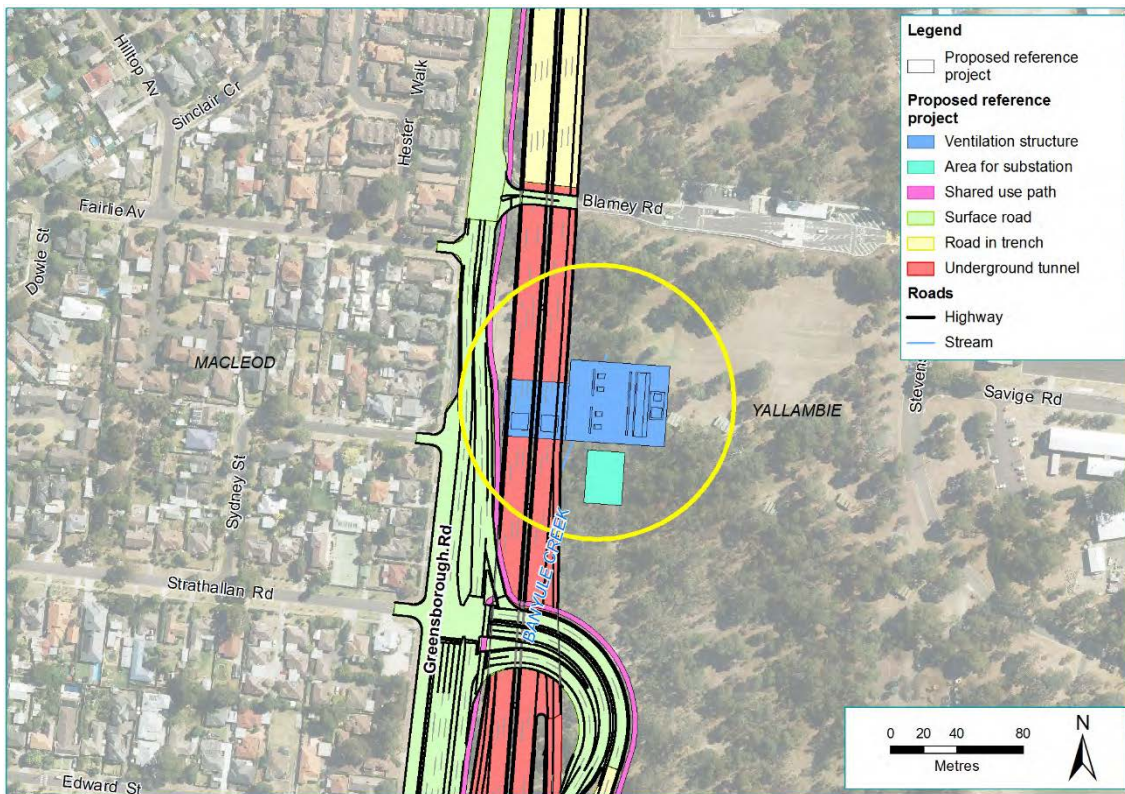 Hilltop Av
Sinclair Cr
Hester Walk
Fairlie Av
Dowle St
MACLEOD
Sydney St
Strathallan Rd
Edward St
Greensborough Rd
BANYULE CREEK
Blamey Rd
YALLAMBIE
Savige Rd
Stevens
Legend
Proposed reference
project
Proposed reference
project
Ventilation structure
Area for substation
Shared use path
Surface road
Road in trench
Underground tunnel
Roads
Highway
Stream
0 20 40 80
Metres
N